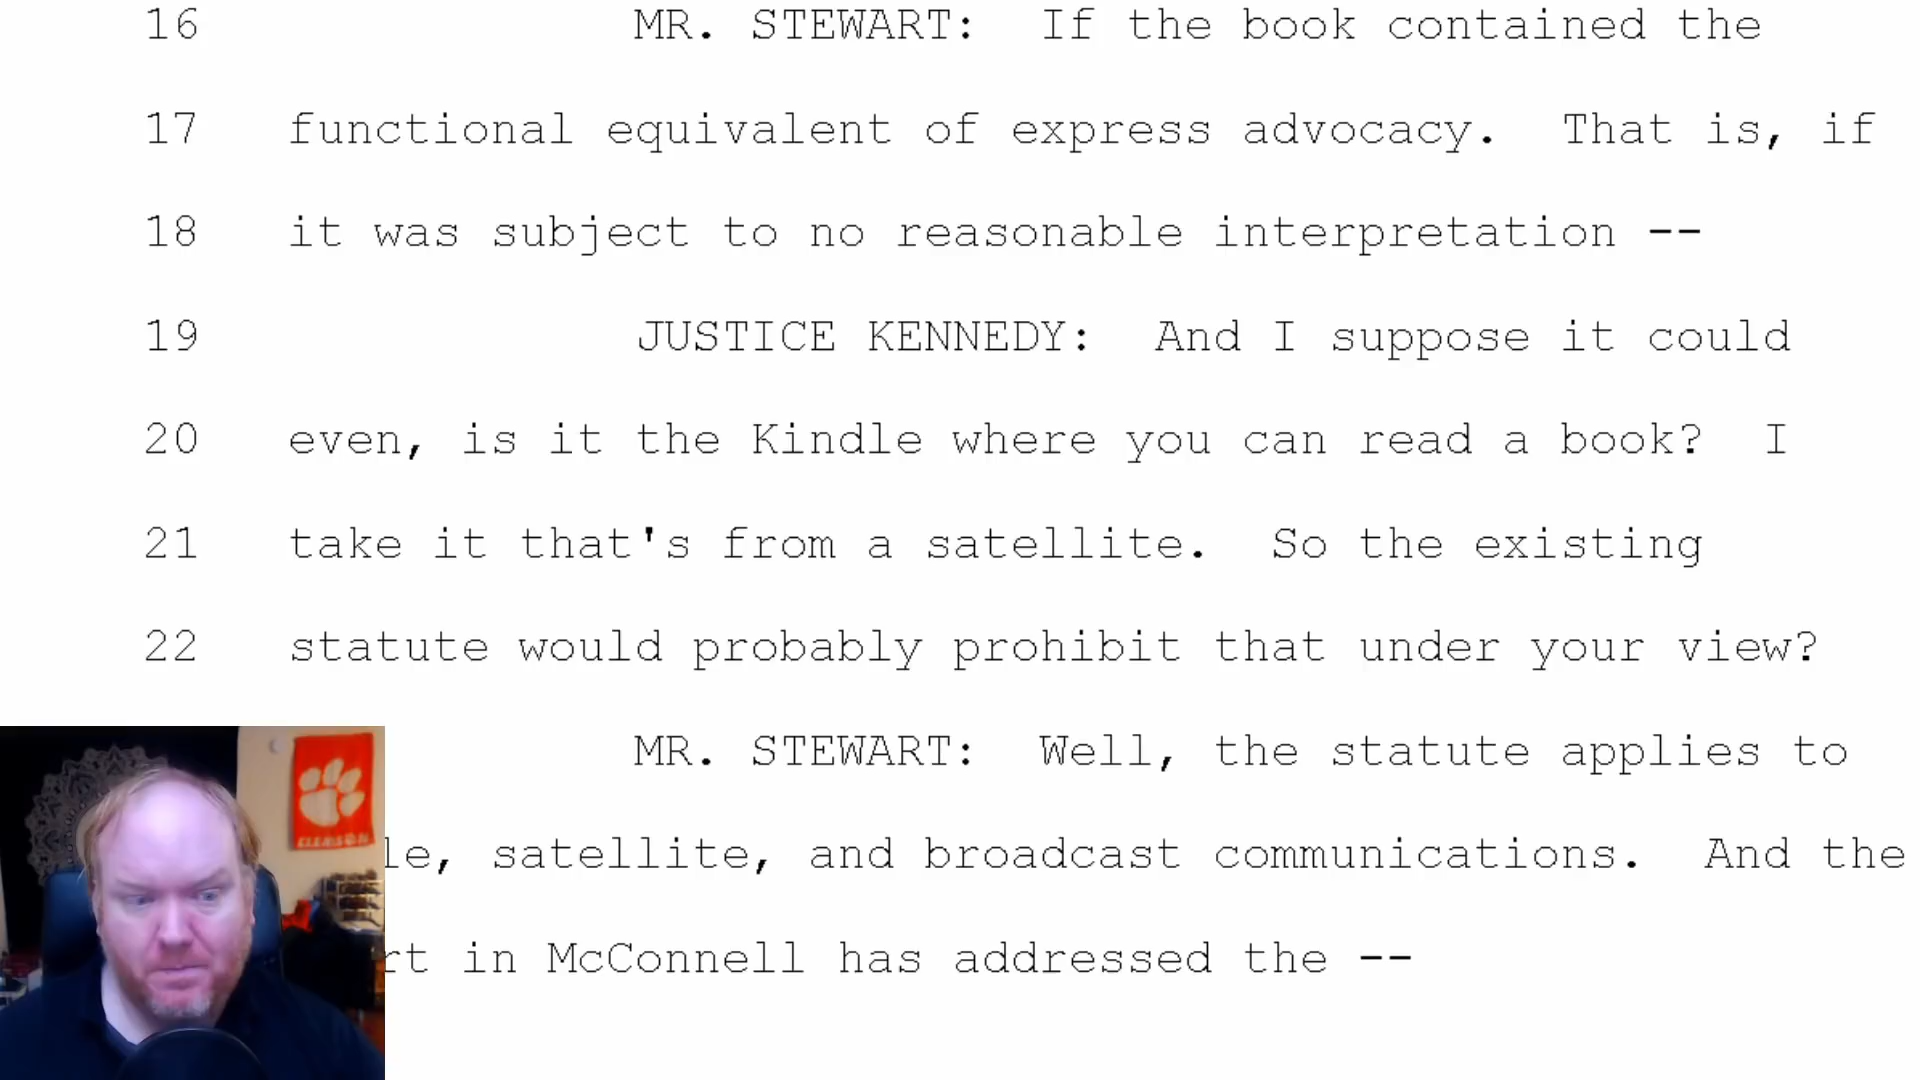 16 MR. STEWART: If the book contained the
17 functional equivalent of express advocacy. That is, if
18 it was subject to no reasonable interpretation --
19 JUSTICE KENNEDY: And I suppose it could
20 even, is it the Kindle where you can read a book? I
21 take it that's from a satellite. So the existing
22 statute would probably prohibit that under your view?
MR. STEWART: Well, the statute applies to
le, satellite, and broadcast communications. And the
rt in McConnell has addressed the --
CLEMSON